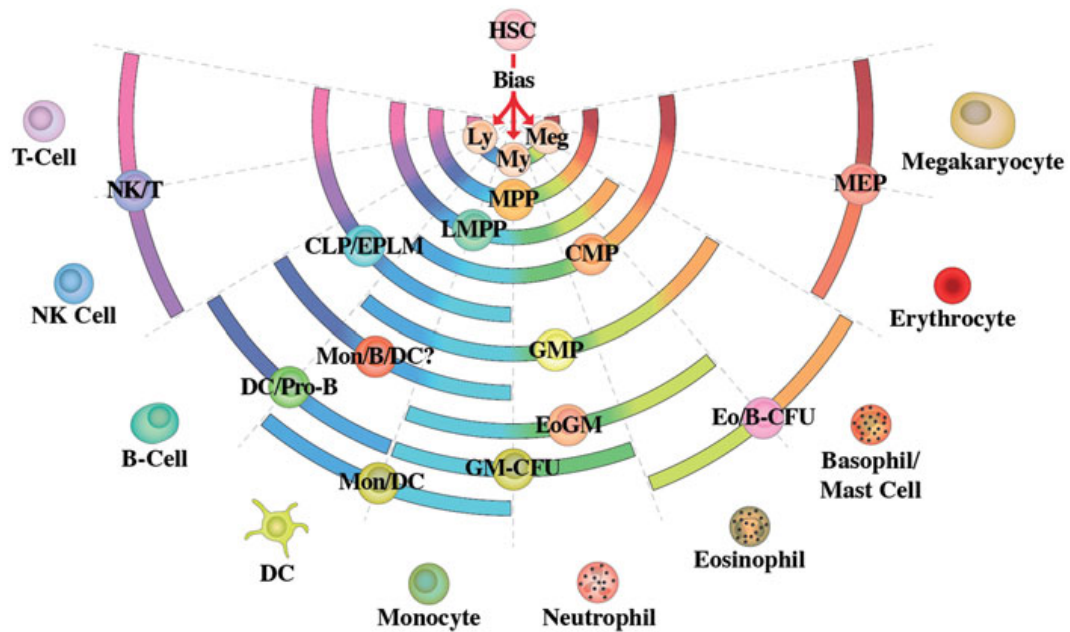 HSC
Bias
Ly
Meg
My
T-Cell
Megakaryocyte
NK/T
MEP
MPP
LMPP
CLP/EPLM
CMP
NK Cell
Erythrocyte
Mon/B/DC?
GMP
DC/Pro-B
EoGM
Eo/B-CFU
B-Cell
Basophil/
Mast Cell
GM-CFU
Mon/DC
Eosinophil
DC
Monocyte
Neutrophil